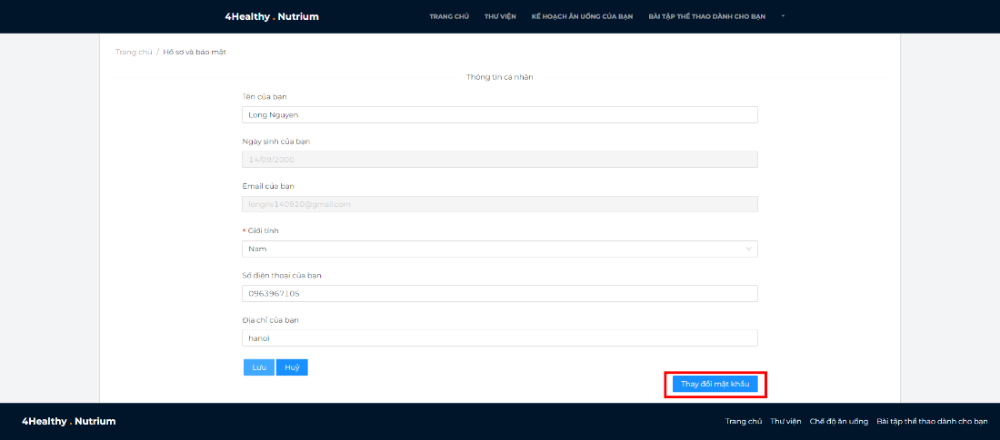 4Healthy . Nutrium TRANG CHỦ THƯ VIỆN KẾ HOẠCH ĂN UỐNG CỦA BẠN BÀI TẬP THỂ THAO DÀNH CHO BẠN
Trang chủ / Hồ sơ và bảo mật
Thông tin cá nhân
Tên của bạn
Long Nguyen
Ngày sinh của bạn
14/09/2000
Email của bạn
longnv140920@gmail.com
* Giới tính
Nam
Số điện thoại của bạn
0963967105
Địa chỉ của bạn
hanoi
Lưu Huỷ
Thay đổi mật khẩu
4Healthy . Nutrium Trang chủ Thư viện Chế độ ăn uống Bài tập thể thao dành cho bạn